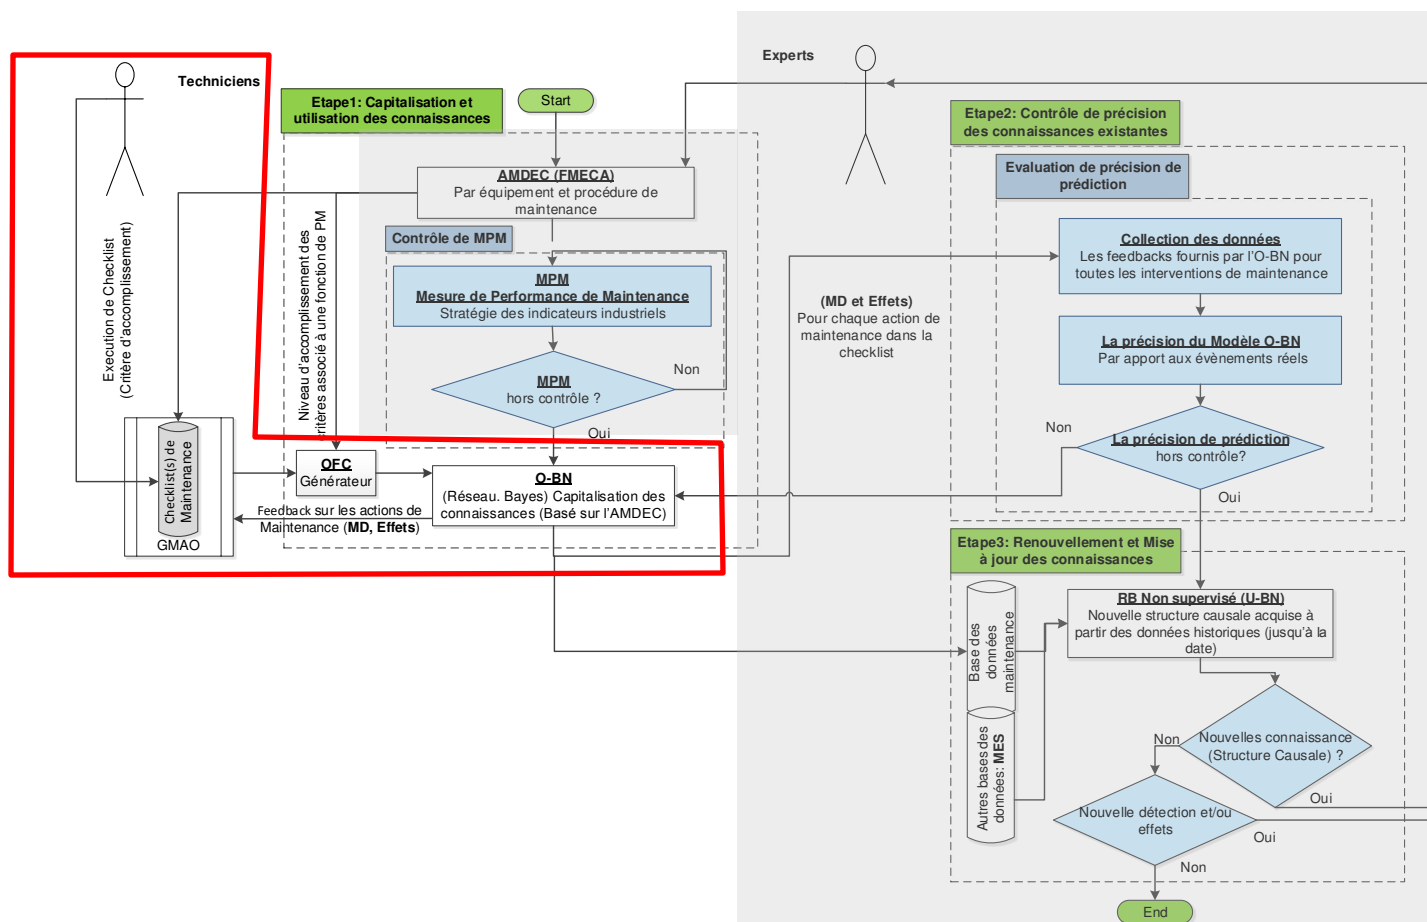 Techniciens
Experts
Etape1: Capitalisation et
utilisation des connaissances
Start
AMDEC (FMECA)
Par équipement et procédure de
maintenance
Contrôle de MPM
MPM
Mesure de Performance de Maintenance
Stratégie des indicateurs industriels
MPM
hors contrôle ?
Non
Oui
Execution de Checklist
(Critère d'accomplissement)
Niveau d'accomplissement des
critères associé à une fonction de PM
Checklist(s) de
Maintenance
GMAO
OFC
Générateur
O-BN
(Réseau. Bayes) Capitalisation des
connaissances (Basé sur l'AMDEC)
Feedback sur les actions de
Maintenance (MD, Effets)
(MD et Effets)
Pour chaque action de
maintenance dans la
checklist
Etape2: Contrôle de précision
des connaissances existantes
Evaluation de précision de
prédiction
Collection des données
Les feedbacks fournis par l'O-BN pour
toutes les interventions de maintenance
La précision du Modèle O-BN
Par apport aux évènements réels
La précision de prédiction
hors contrôle?
Non
Oui
Etape3: Renouvellement et Mise
à jour des connaissances
RB Non supervisé (U-BN)
Nouvelle structure causale acquise à
partir des données historiques (jusqu'à la
date)
Base des
données
maintenance
Autres bases des
données: MES
Nouvelles connaissance
(Structure Causale) ?
Non
Oui
Nouvelle détection et/ou
effets
Oui
Non
End